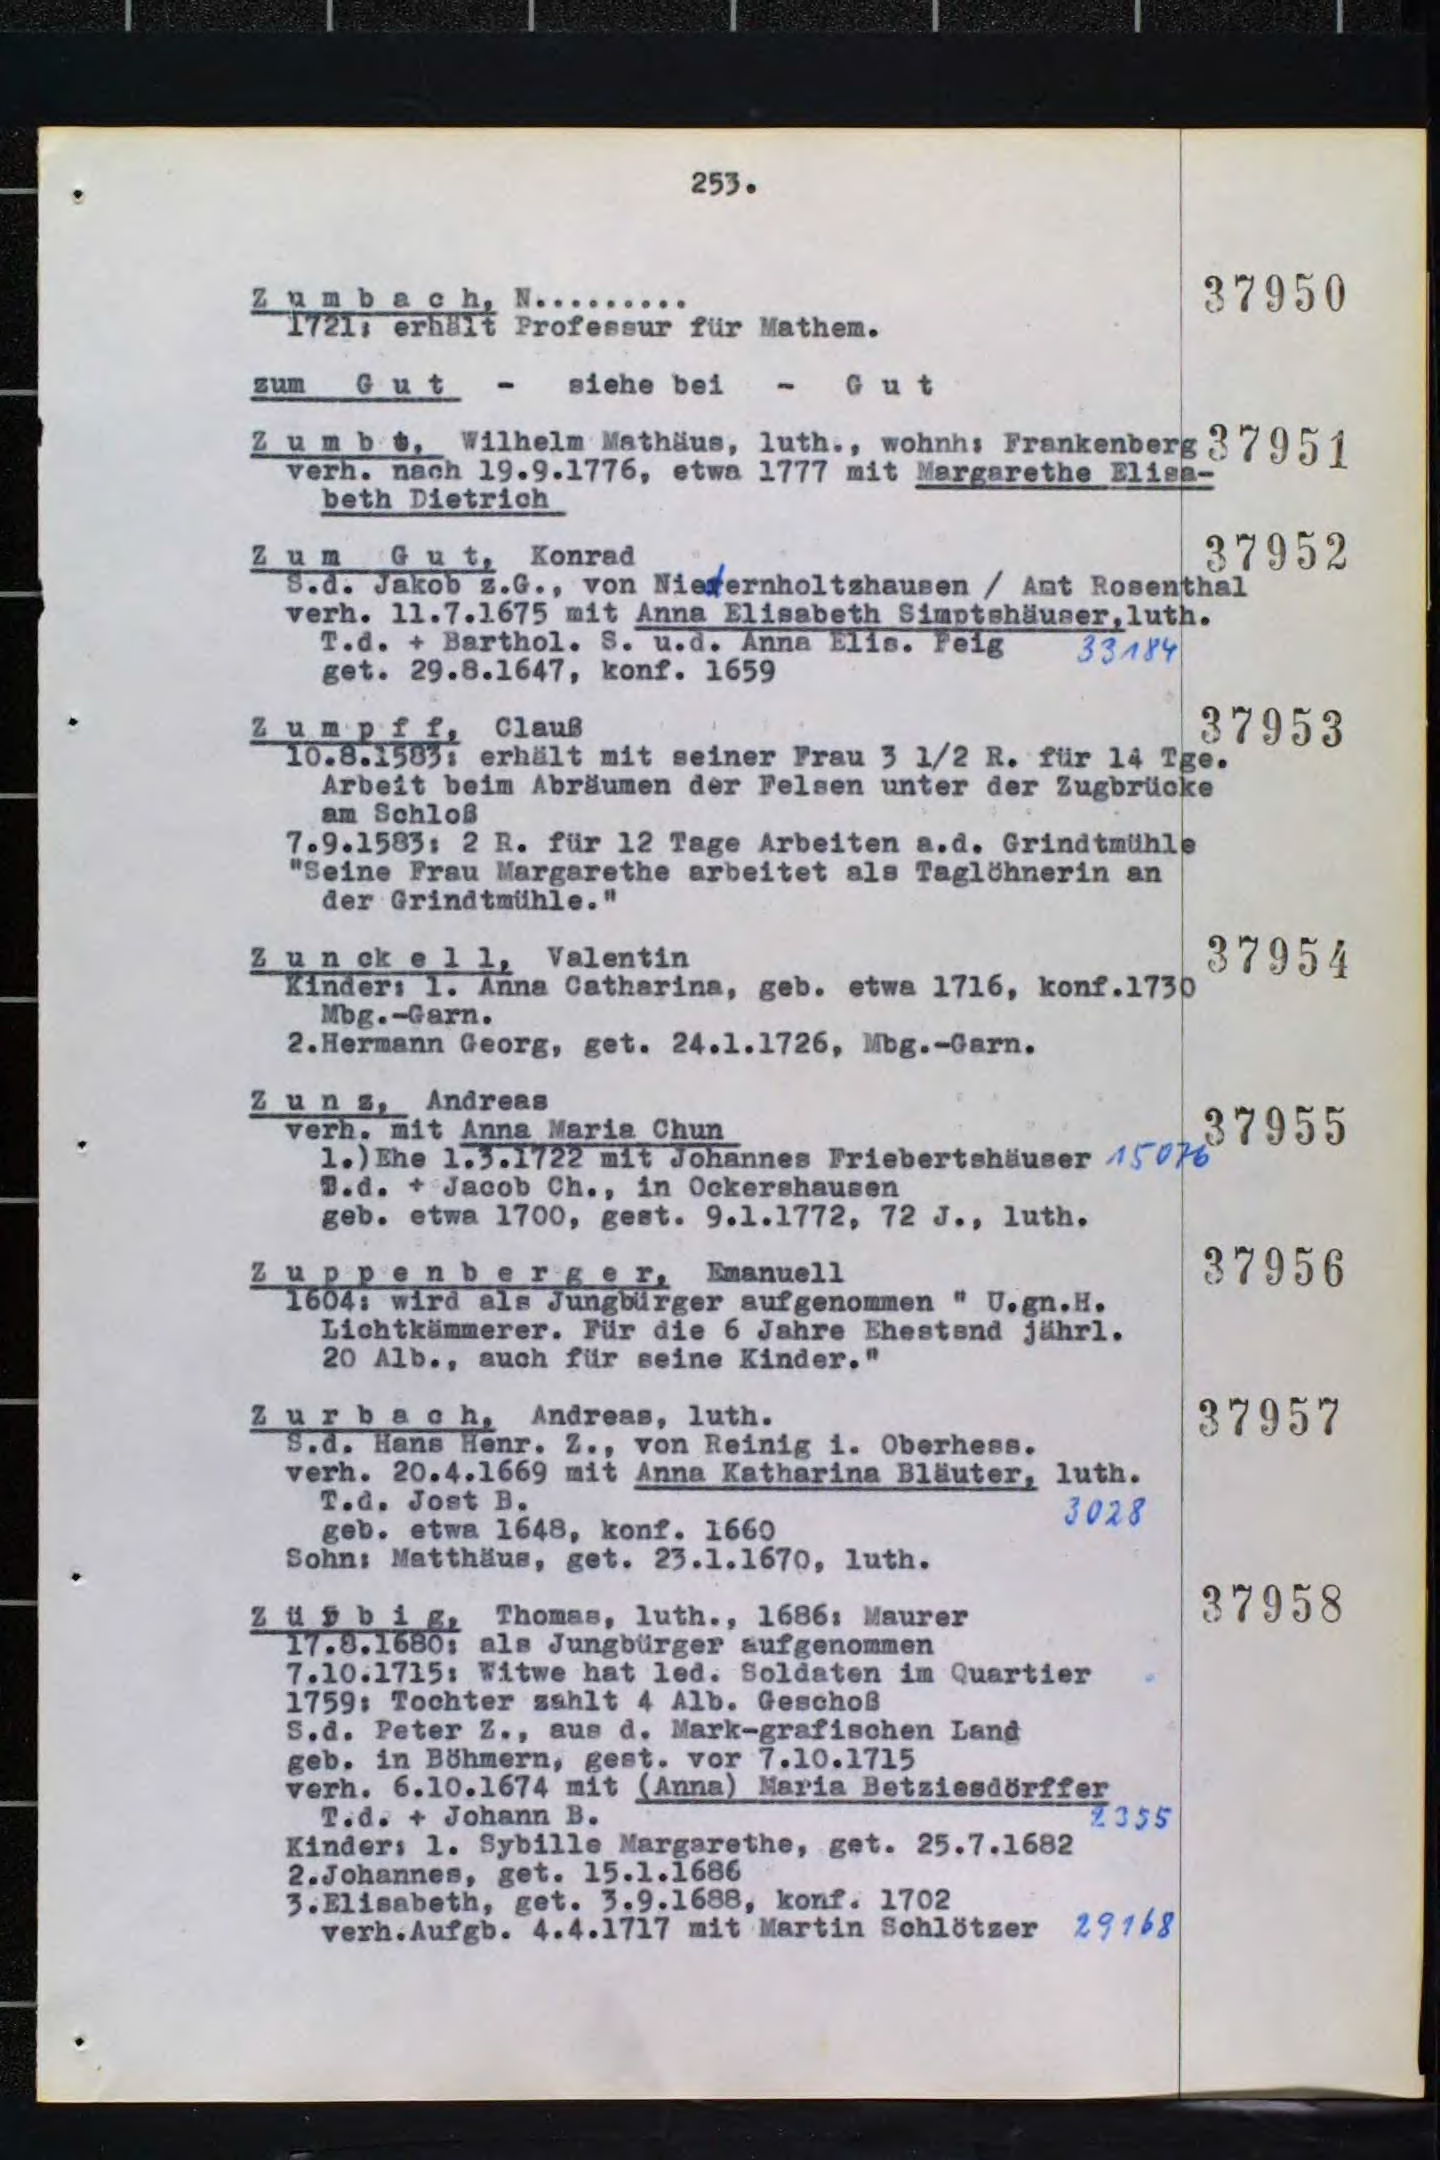 253.
Z u m b a c h, N......... 37950
1721: erhält Professur für Mathem.
zum G u t - siehe bei - G u t
Z u m b t, Wilhelm Mathäus, luth., wohnh: Frankenberg 37951
verh. nach 19.9.1776, etwa 1777 mit Margarethe Elisa-
beth Dietrich
Z u m G u t, Konrad 37952
S.d. Jakob z.G., von Niedernholtzhausen / Amt Rosenthal
verh. 11.7.1675 mit Anna Elisabeth Simptshäuser,luth.
T.d. + Barthol. S. u.d. Anna Elis. Feig 33184
get. 29.8.1647, konf. 1659
Z u m p f f, Clauß 37953
10.8.1583: erhält mit seiner Frau 3 1/2 R. für 14 Tge.
Arbeit beim Abräumen der Felsen unter der Zugbrücke
am Schloß
7.9.1583: 2 R. für 12 Tage Arbeiten a.d. Grindtmühle
"Seine Frau Margarethe arbeitet als Taglöhnerin an
der Grindtmühle."
Z u n ck e l l, Valentin 37954
Kinder: 1. Anna Catharina, geb. etwa 1716, konf.1730
Mbg.-Garn.
2.Hermann Georg, get. 24.1.1726, Mbg.-Garn.
Z u n z, Andreas 37955
verh. mit Anna Maria Chun
1.)Ehe 1.3.1722 mit Johannes Friebertshäuser 15076
T.d. + Jacob Ch., in Ockershausen
geb. etwa 1700, gest. 9.1.1772, 72 J., luth.
Z u p p e n b e r g e r, Emanuell 37956
1604: wird als Jungbürger aufgenommen " U.gn.H.
Lichtkämmerer. Für die 6 Jahre Ehestand jährl.
20 Alb., auch für seine Kinder."
Z u r b a c h, Andreas, luth. 37957
S.d. Hans Henr. Z., von Reinig i. Oberhess.
verh. 20.4.1669 mit Anna Katharina Bläuter, luth.
T.d. Jost B. 3028
geb. etwa 1648, konf. 1660
Sohn: Matthäus, get. 23.1.1670, luth.
Thomas, luth., 1686: Maurer 37958
17.8.1680: als Jungbürger aufgenommen
7.10.1715: Witwe hat led. Soldaten im Quartier
1759: Tochter zahlt 4 Alb. Geschoß
S.d. Peter Z., aus d. Mark-grafischen Land
geb. in Böhmern, gest. vor 7.10.1715
verh. 6.10.1674 mit (Anna) Maria Betziesdörffer
T.d. + Johann B. 2355
Kinder: 1. Sybille Margarethe, get. 25.7.1682
2.Johannes, get. 15.1.1686
3.Elisabeth, get. 3.9.1688, konf. 1702
verh.Aufgb. 4.4.1717 mit Martin Schlötzer 29168